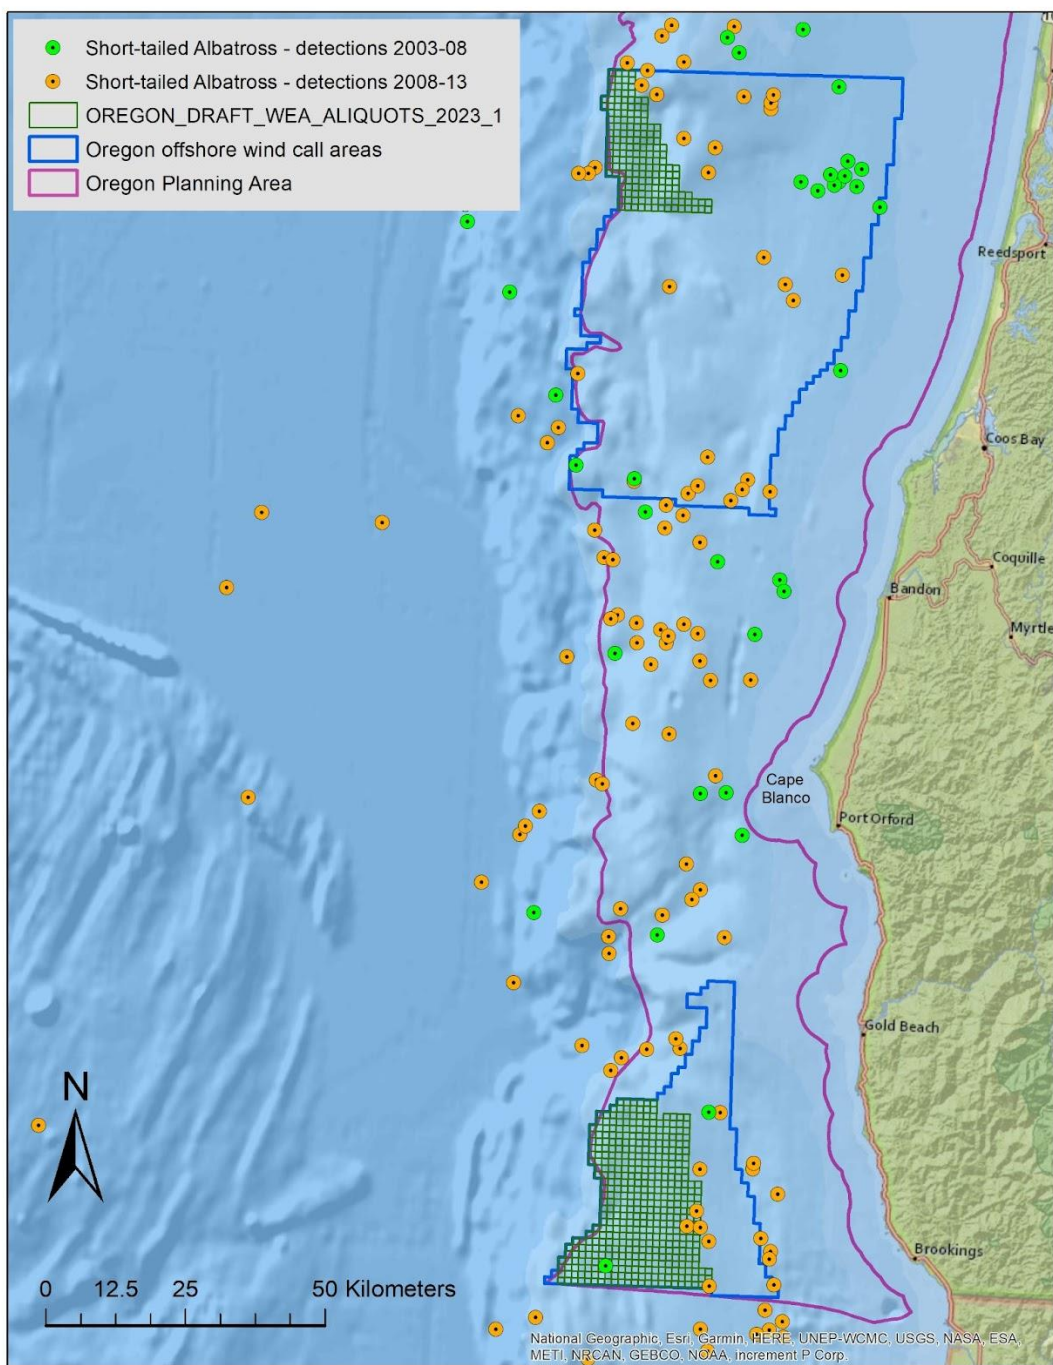 Short-tailed Albatross - detections 2003-08
Short-tailed Albatross - detections 2008-13
OREGON_DRAFT_WEA_ALIQUOTS_2023_1
Oregon offshore wind call areas
Oregon Planning Area
Reedsport
Coos Bay
Coquille
Bandon
Myrtle
Cape
Blanco
Port Orford
Gold Beach
N
Brookings
0 12.5 25 50 Kilometers
National Geographic, Esri, Garmin, HERE, UNEP-WCMC, USGS, NASA, ESA,
METI, NRCAN, GEBCO, NOAA, increment P Corp.